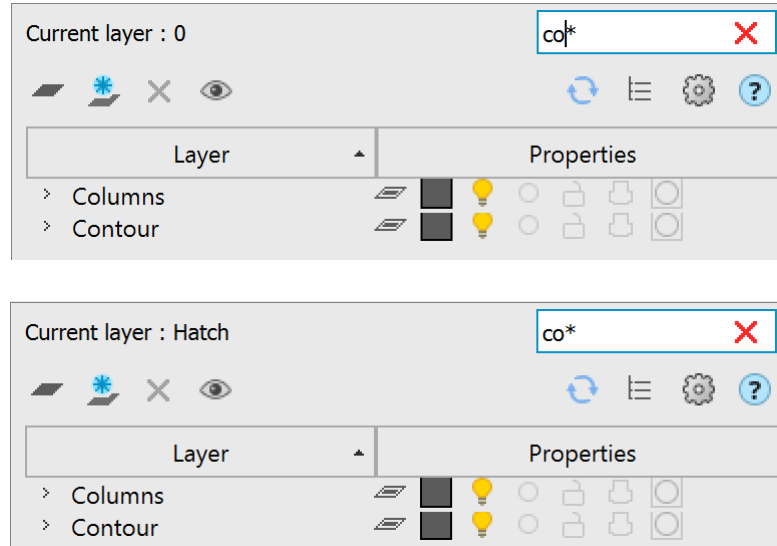 Current layer : 0 co*
?
Layer Properties
Columns
Contour
Current layer : Hatch co*
?
Layer Properties
Columns
Contour